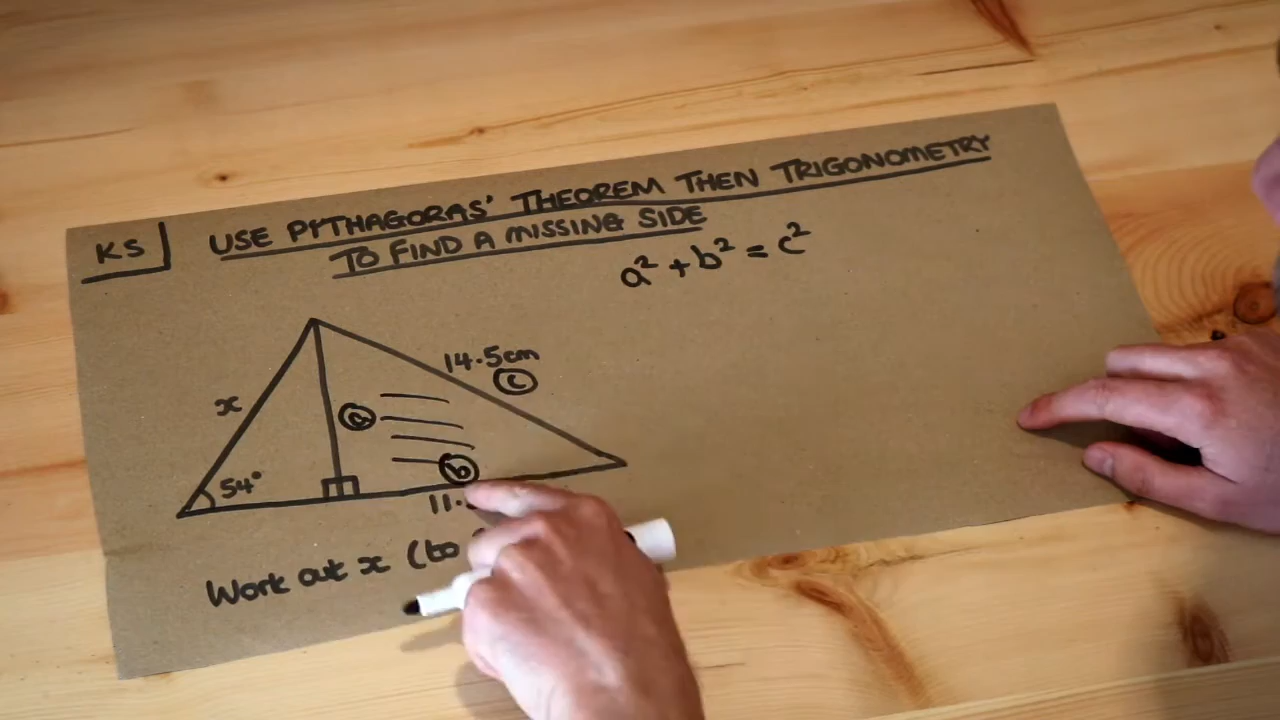 KS
USE PYTHAGORAS' THEOREM THEN TRIGONOMETRY
TO FIND A MISSING SIDE
a² + b² = c²
14.5cm
c
x
a
54°
b
11.
Work out x (to